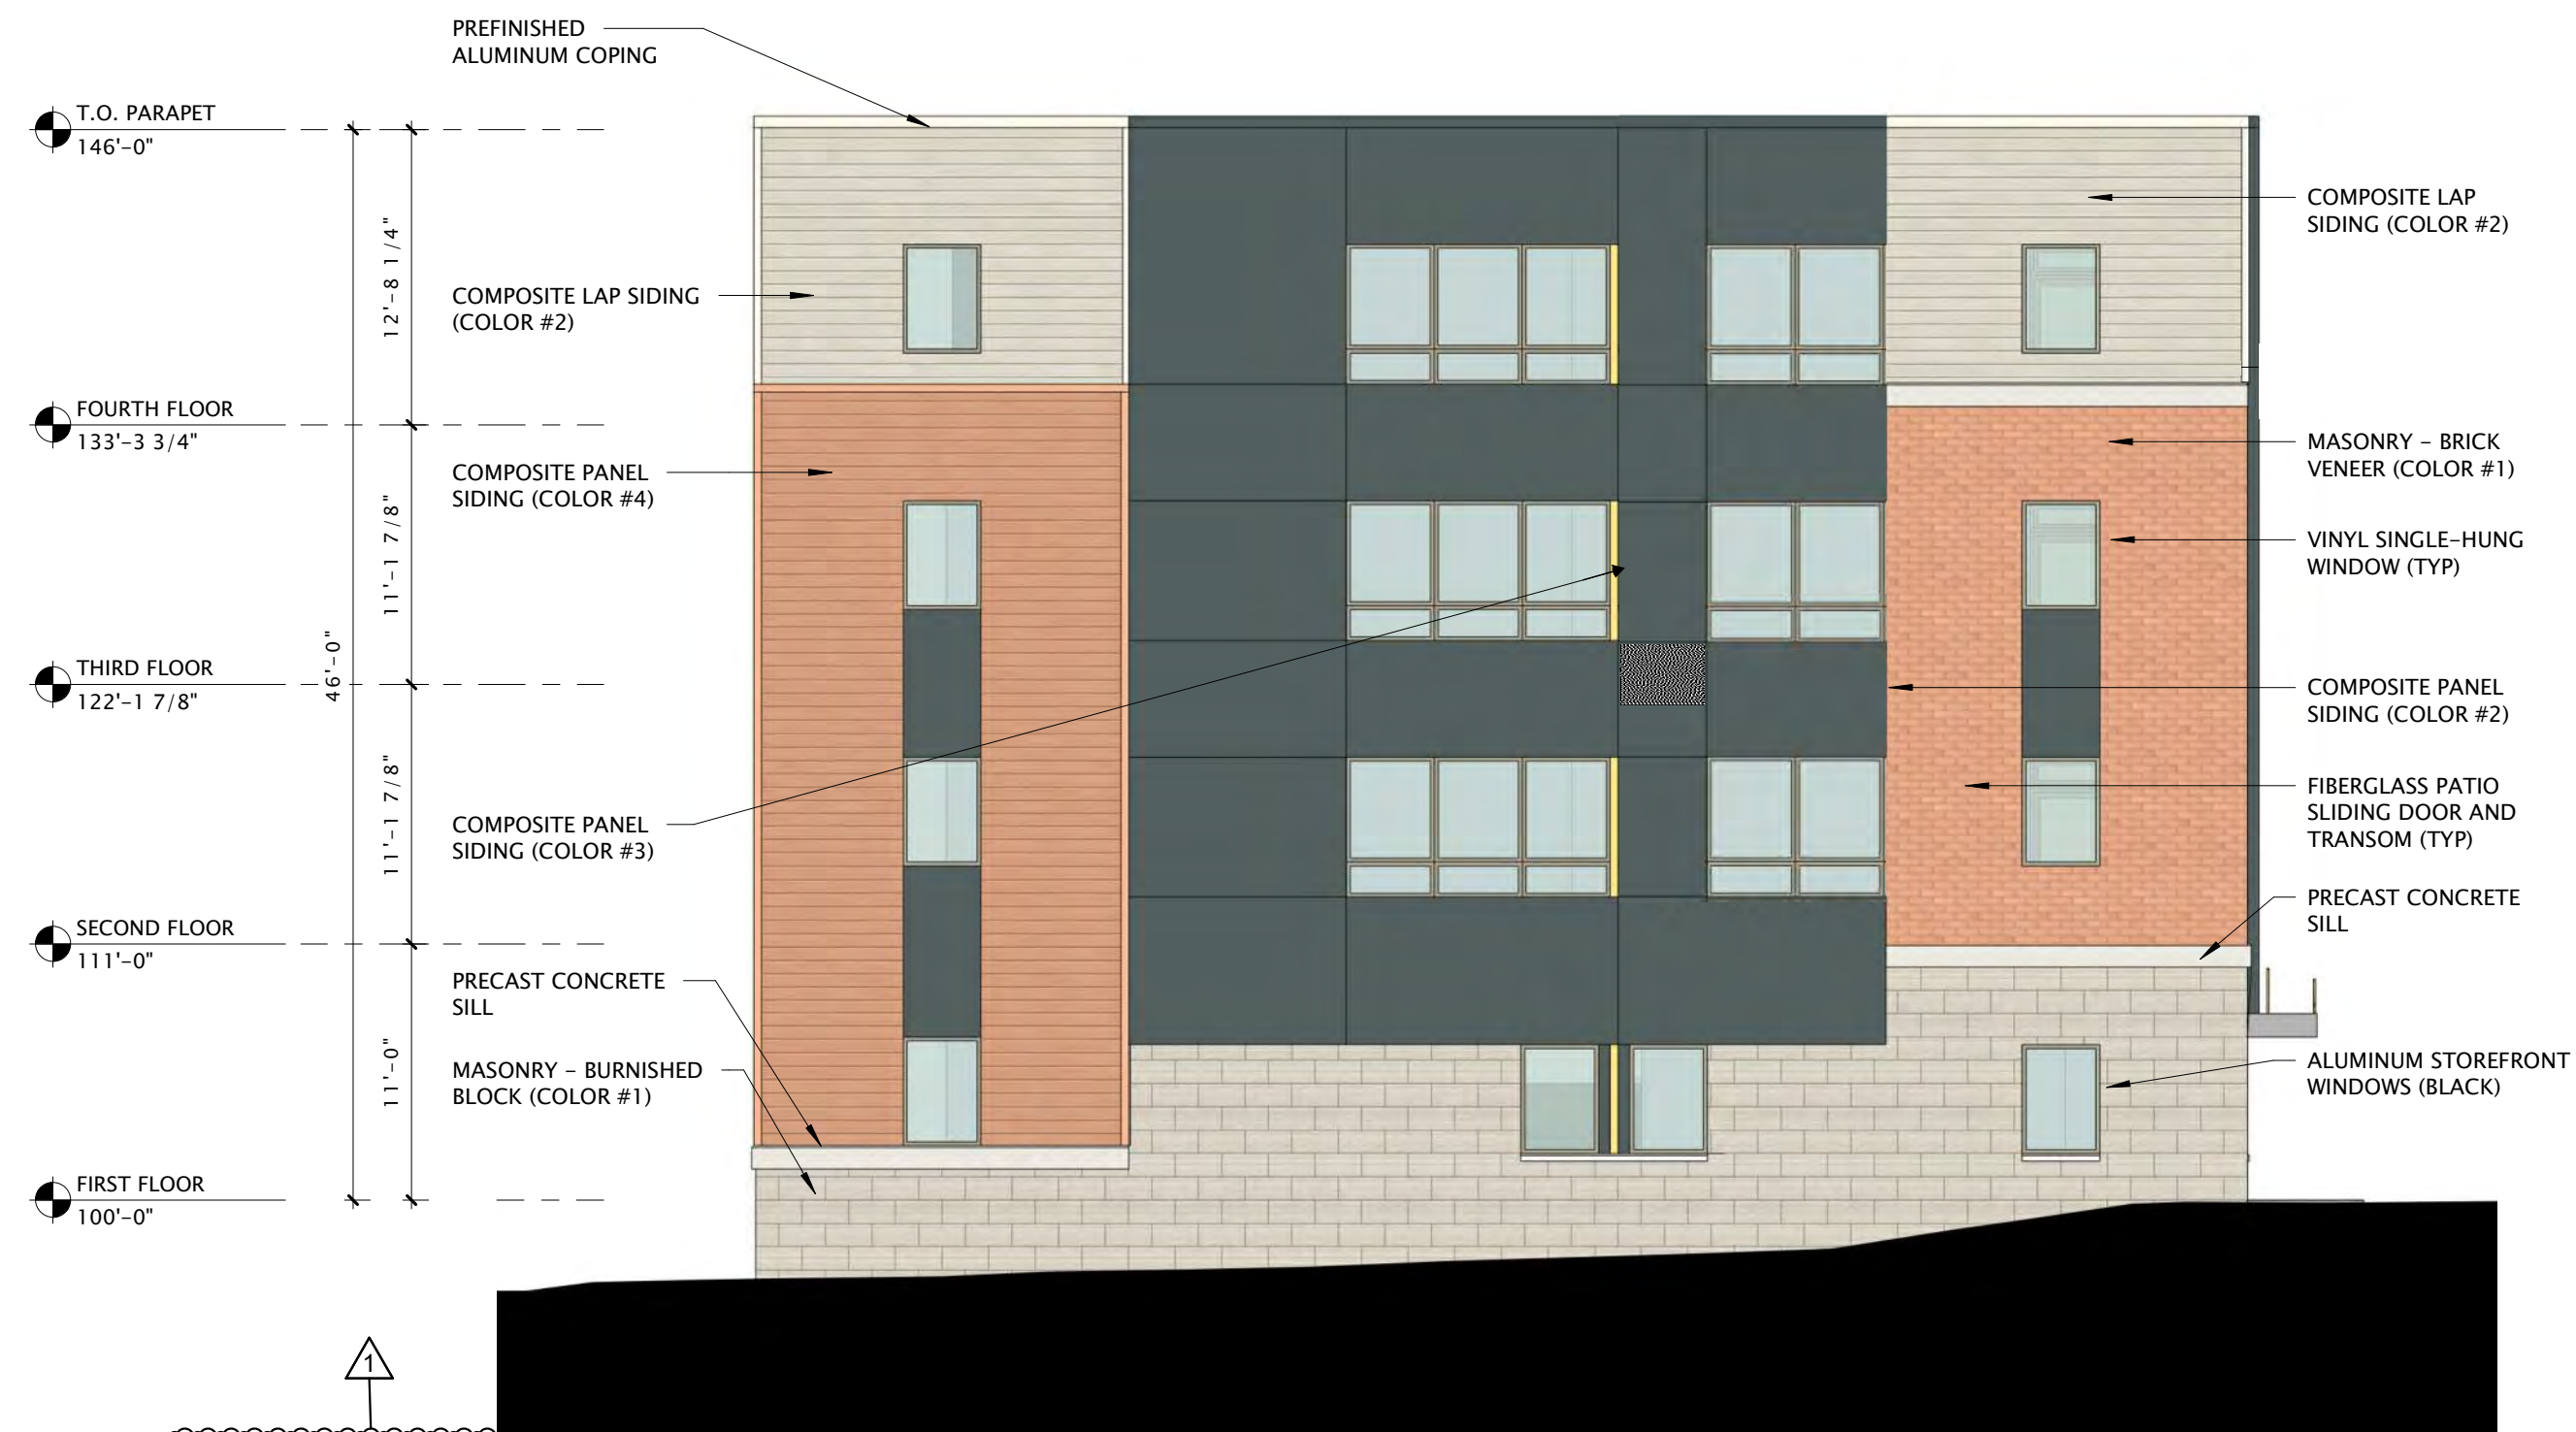 PREFINISHED
ALUMINUM COPING
T.O. PARAPET
146'-0"
12'-8 1/4"
COMPOSITE LAP SIDING
(COLOR #2)
FOURTH FLOOR
133'-3 3/4"
COMPOSITE PANEL
SIDING (COLOR #4)
11'-1 7/8"
46'-0"
THIRD FLOOR
122'-1 7/8"
11'-1 7/8"
COMPOSITE PANEL
SIDING (COLOR #3)
SECOND FLOOR
111'-0"
PRECAST CONCRETE
SILL
11'-0"
MASONRY - BURNISHED
BLOCK (COLOR #1)
FIRST FLOOR
100'-0"
1
COMPOSITE LAP
SIDING (COLOR #2)
MASONRY - BRICK
VENEER (COLOR #1)
VINYL SINGLE-HUNG
WINDOW (TYP)
COMPOSITE PANEL
SIDING (COLOR #2)
FIBERGLASS PATIO
SLIDING DOOR AND
TRANSOM (TYP)
PRECAST CONCRETE
SILL
ALUMINUM STOREFRONT
WINDOWS (BLACK)